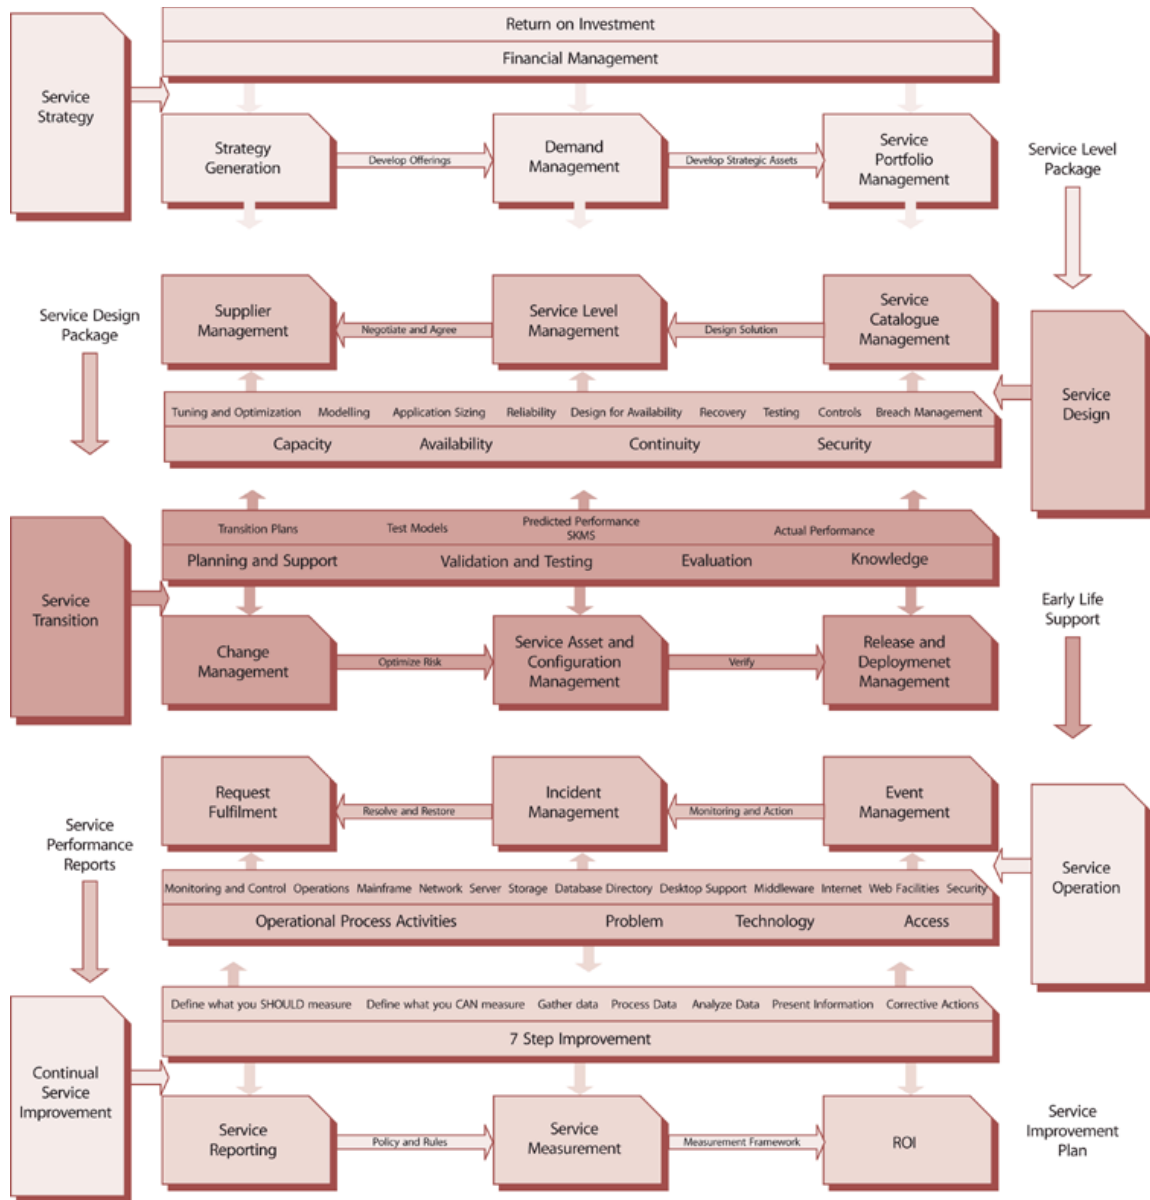 Return on Investment
Financial Management
Service
Strategy
Strategy
Generation
Develop Offerings
Demand
Management
Develop Strategic Assets
Service
Portfolio
Management
Service Level
Package
Service Design
Package
Supplier
Management
Negotiate and Agree
Service Level
Management
Design Solution
Service
Catalogue
Management
Service
Design
Tuning and Optimization Modelling Application Sizing Reliability Design for Availability Recovery Testing Controls Breach Management
Capacity Availability Continuity Security
Service
Transition
Transition Plans Test Models Predicted Performance
SKMS
Actual Performance
Planning and Support Validation and Testing Evaluation Knowledge
Change
Management
Optimize Risk
Service Asset and
Configuration
Management
Verify
Release and
Deploymenet
Management
Early Life
Support
Service
Performance
Reports
Request
Fulfilment
Resolve and Restore
Incident
Management
Monitoring and Action
Event
Management
Service
Operation
Monitoring and Control Operations Mainframe Network Server Storage Database Directory Desktop Support Middleware Internet Web Facilities Security
Operational Process Activities Problem Technology Access
Continual
Service
Improvement
Define what you SHOULD measure Define what you CAN measure Gather data Process Data Analyze Data Present Information Corrective Actions
7 Step Improvement
Service
Reporting
Policy and Rules
Service
Measurement
Measurement Framework
ROI
Service
Improvement
Plan